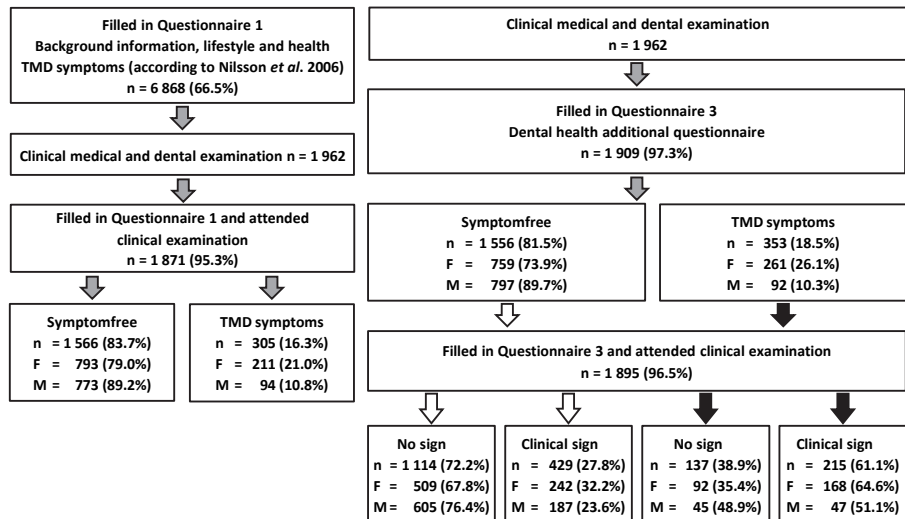 Filled in Questionnaire 1
Background information, lifestyle and health
TMD symptoms (according to Nilsson et al. 2006)
n = 6 868 (66.5%)
Clinical medical and dental examination n = 1 962
Filled in Questionnaire 1 and attended
clinical examination
n = 1 871 (95.3%)
Symptomfree
n = 1 566 (83.7%)
F = 793 (79.0%)
M = 773 (89.2%)
TMD symptoms
n = 305 (16.3%)
F = 211 (21.0%)
M = 94 (10.8%)
Clinical medical and dental examination
n = 1 962
Filled in Questionnaire 3
Dental health additional questionnaire
n = 1 909 (97.3%)
Symptomfree
n = 1 556 (81.5%)
F = 759 (73.9%)
M = 797 (89.7%)
TMD symptoms
n = 353 (18.5%)
F = 261 (26.1%)
M = 92 (10.3%)
Filled in Questionnaire 3 and attended clinical examination
n = 1 895 (96.5%)
No sign
n = 1 114 (72.2%)
F = 509 (67.8%)
M = 605 (76.4%)
Clinical sign
n = 429 (27.8%)
F = 242 (32.2%)
M = 187 (23.6%)
No sign
n = 137 (38.9%)
F = 92 (35.4%)
M = 45 (48.9%)
Clinical sign
n = 215 (61.1%)
F = 168 (64.6%)
M = 47 (51.1%)